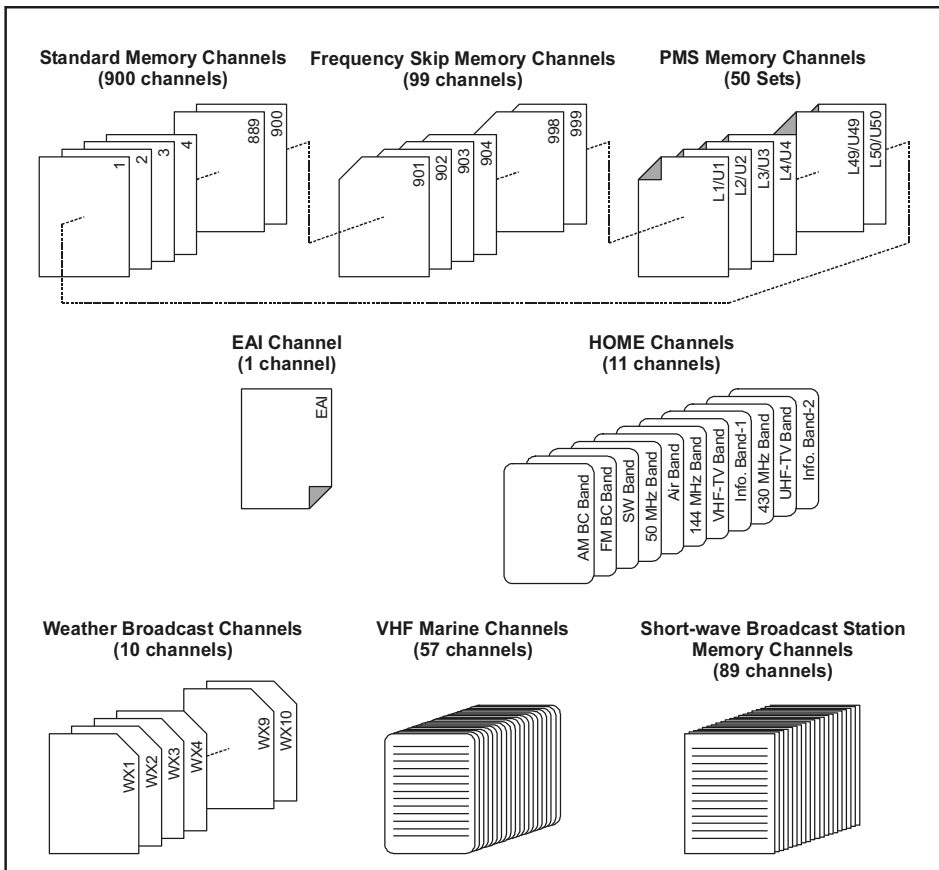 Standard Memory Channels
(900 channels)
Frequency Skip Memory Channels
(99 channels)
PMS Memory Channels
(50 Sets)
1
2
3
4
889
900
901
902
903
904
998
999
L1/U1
L2/U2
L3/U3
L4/U4
L49/U49
L50/U50
EAI Channel
(1 channel)
EAI
HOME Channels
(11 channels)
AM BC Band
FM BC Band
SW Band
50 MHz Band
Air Band
144 MHz Band
VHF-TV Band
Info. Band-1
430 MHz Band
UHF-TV Band
Info. Band-2
Weather Broadcast Channels
(10 channels)
WX1
WX2
WX3
WX4
WX9
WX10
VHF Marine Channels
(57 channels)
Short-wave Broadcast Station
Memory Channels
(89 channels)